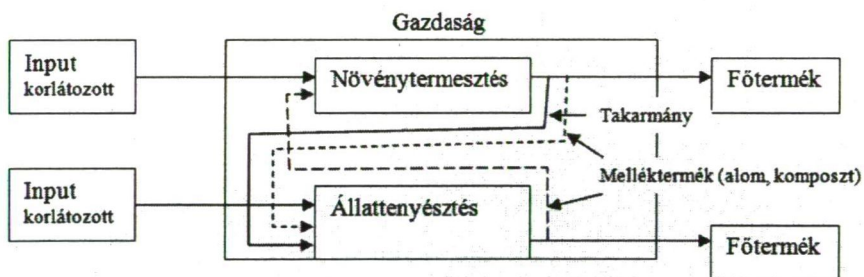 Gazdaság
Input
korlátozott
Növénytermesztés
Főtermék
Takarmány
Melléktermék (alom, komposzt)
Input
korlátozott
Állattenyésztés
Főtermék